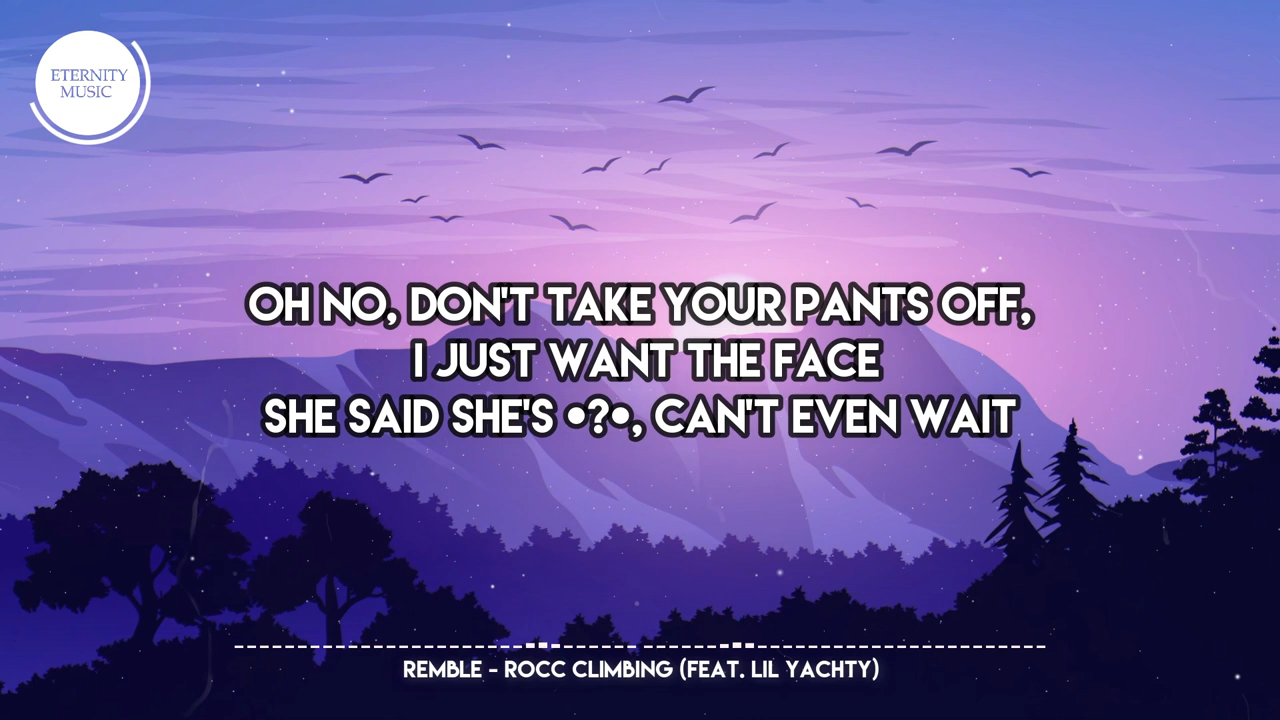 ETERNITY
MUSIC
OH NO, DON'T TAKE YOUR PANTS OFF,
I JUST WANT THE FACE
SHE SAID SHE'S •?•, CAN'T EVEN WAIT
REMBLE - ROCC CLIMBING (FEAT. LIL YACHTY)